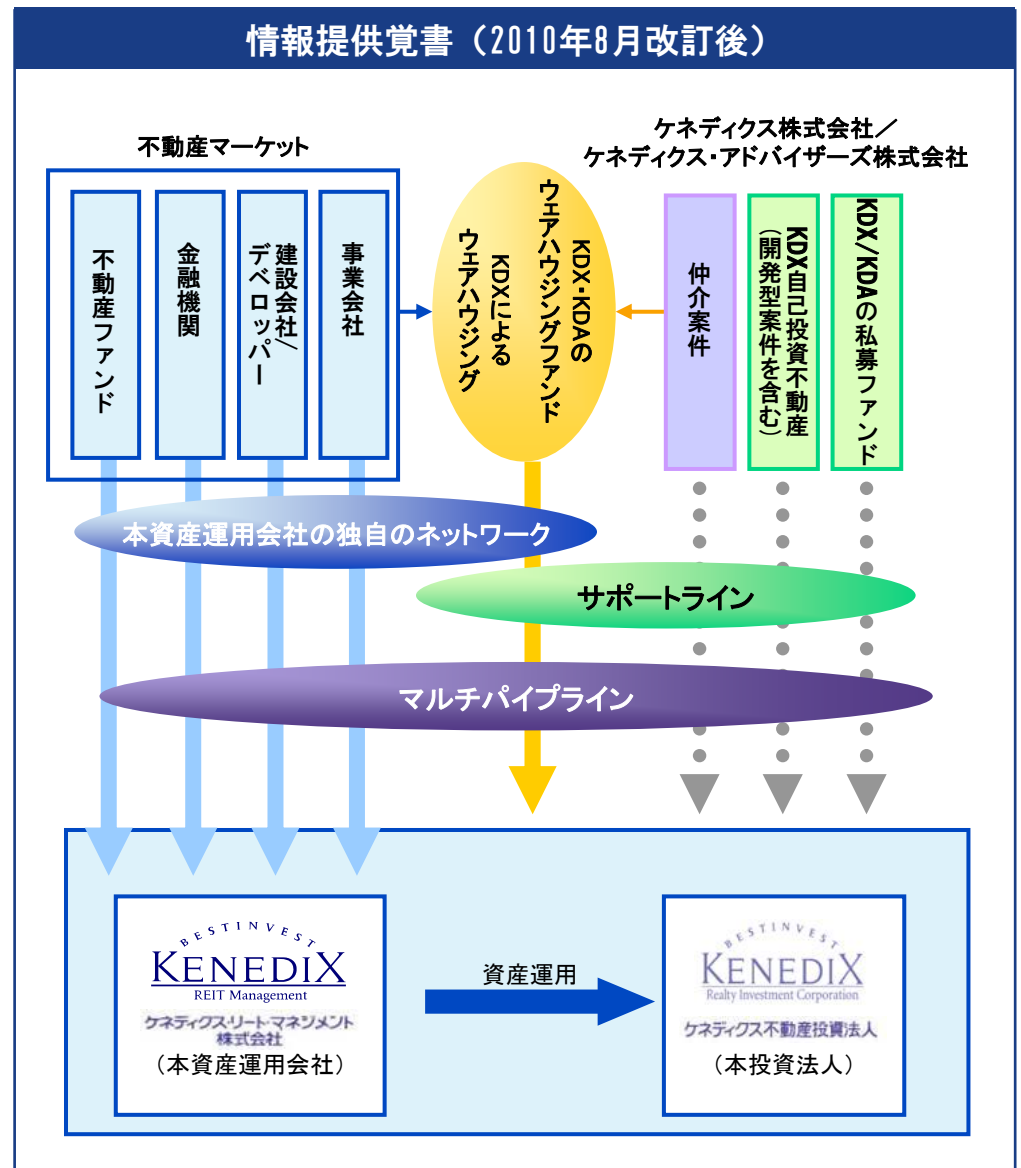 情報提供覚書（2010年8月改訂後）
不動産マーケット
ケネディクス株式会社／
ケネディクス・アドバイザーズ株式会社
不動産ファンド
金融機関
建設会社/
デベロッパー
事業会社
KDX・KDAの
ウェアハウジングファンド
KDXによる
ウェアハウジング
仲介案件
KDX自己投資不動産
（開発型案件を含む）
KDX/KDAの私募ファンド
本資産運用会社の独自のネットワーク
サポートライン
マルチパイプライン
BESTINVEST
KENEDIX
REIT Management
ケネディクス・リート・マネジメント
株式会社
（本資産運用会社）
資産運用
BESTINVEST
KENEDIX
Realty Investment Corporation
ケネディクス不動産投資法人
（本投資法人）